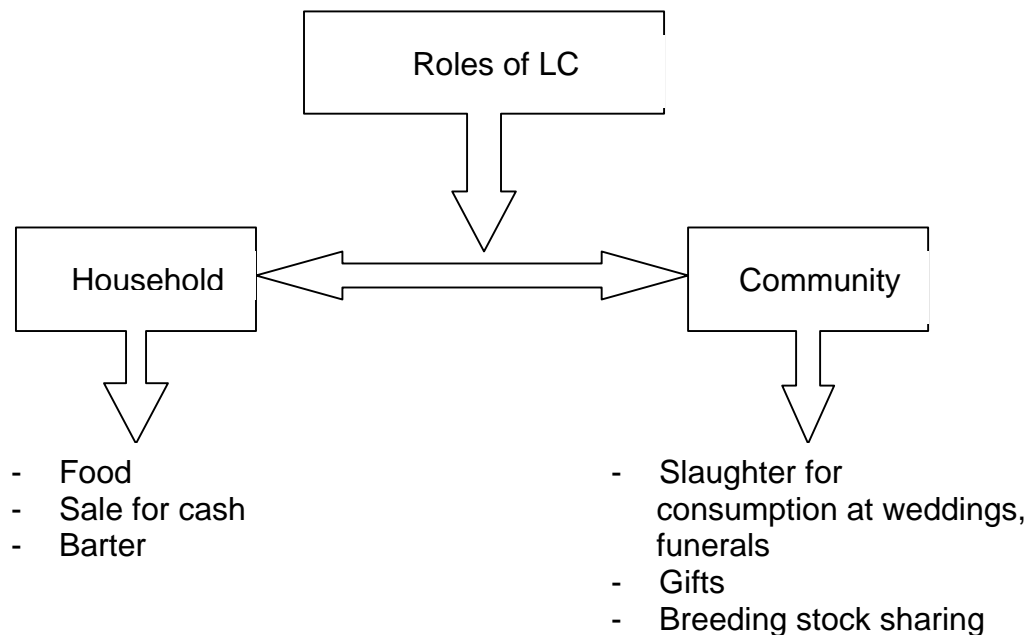 Roles of LC
Household
Community
- Food
- Sale for cash
- Barter
- Slaughter for
consumption at weddings,
funerals
- Gifts
- Breeding stock sharing